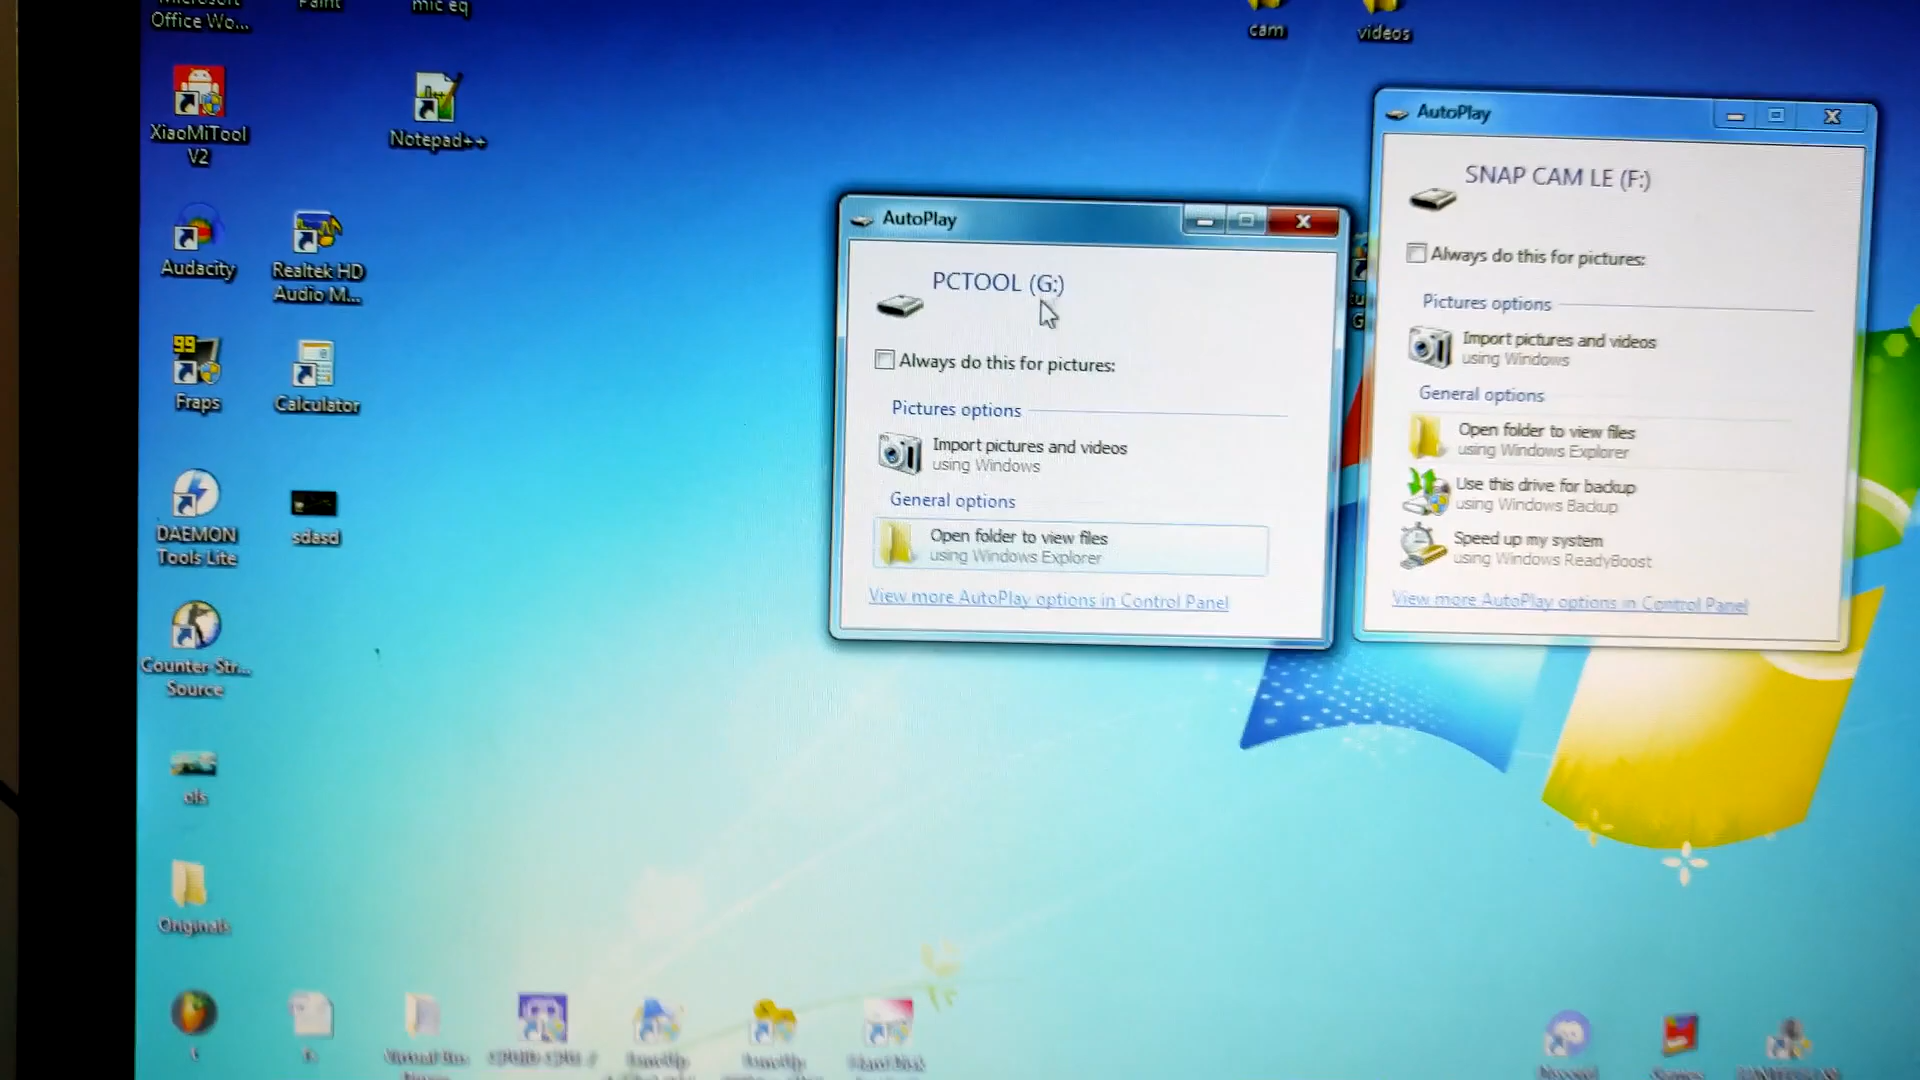 Office Wo...
Paint
mic eq
cam
videos
XiaoMiTool
V2
Notepad++
Audacity
Realtek HD
Audio M...
99
Fraps
Calculator
DAEMON
Tools Lite
sdasd
Counter-Str...
Source
ols
Originals
AutoPlay
PCTOOL (G:)
Always do this for pictures:
Pictures options
Import pictures and videos
using Windows
General options
Open folder to view files
using Windows Explorer
View more AutoPlay options in Control Panel
AutoPlay
SNAP CAM LE (F:)
Always do this for pictures:
Pictures options
Import pictures and videos
using Windows
General options
Open folder to view files
using Windows Explorer
Use this drive for backup
using Windows Backup
Speed up my system
using Windows ReadyBoost
View more AutoPlay options in Control Panel